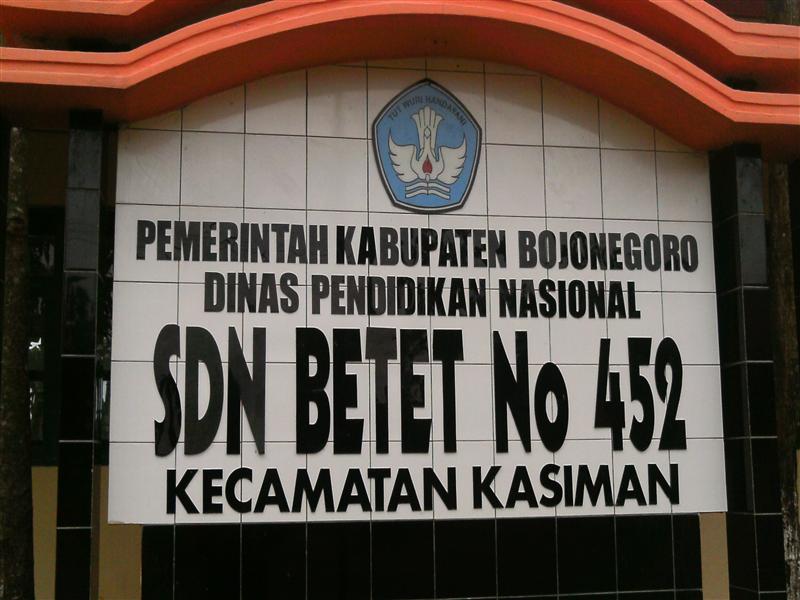 TUT WURI HANDAYANI
PEMERINTAH KABUPATEN BOJONEGORO
DINAS PENDIDIKAN NASIONAL
SDN BETET No 452
KECAMATAN KASIMAN